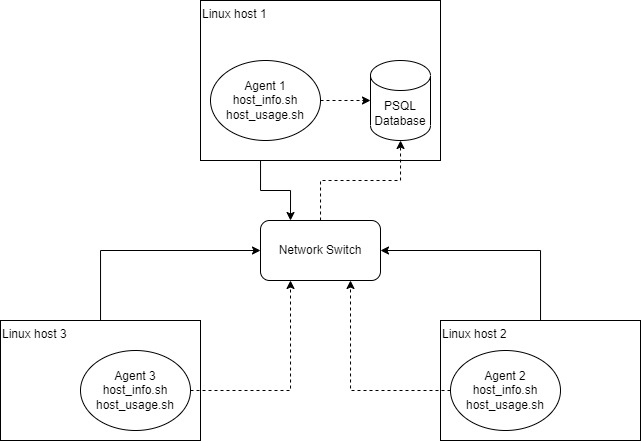 Linux host 1
Agent 1
host_info.sh
host_usage.sh
PSQL
Database
Network Switch
Linux host 3
Agent 3
host_info.sh
host_usage.sh
Linux host 2
Agent 2
host_info.sh
host_usage.sh